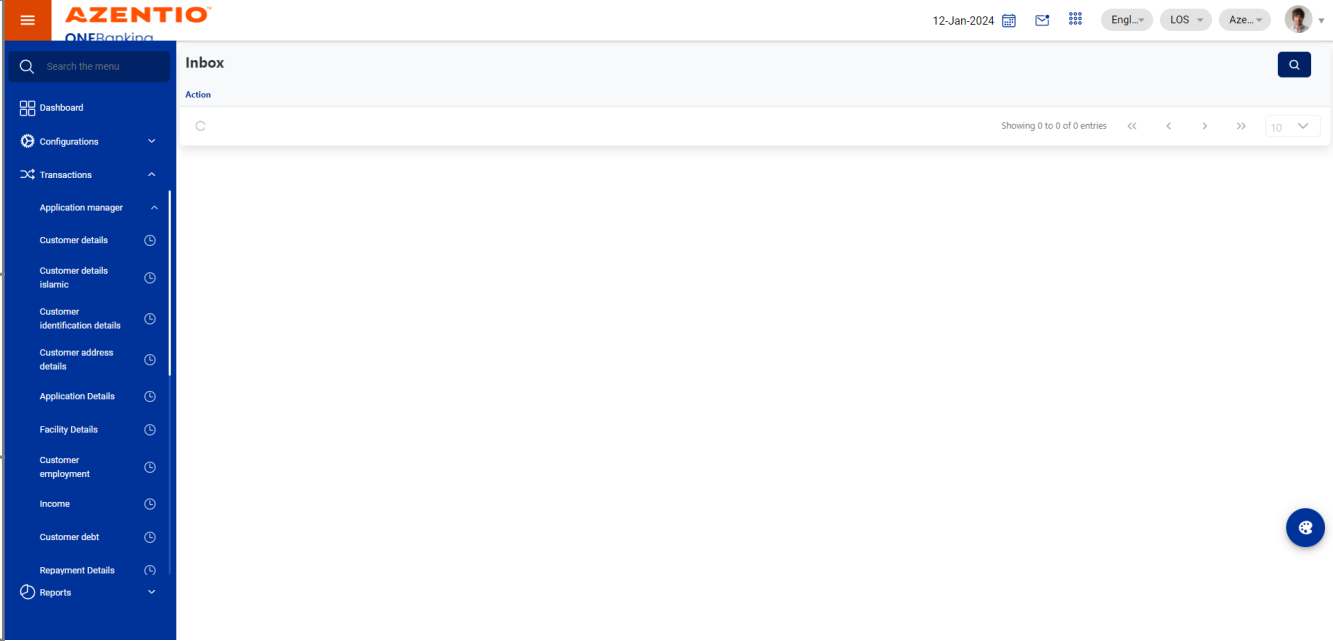 AZENTIO™
ONEBanking
12-Jan-2024
Engl...
LOS
Aze...
Search the menu
Dashboard
Configurations
Transactions
Application manager
Customer details
Customer details
islamic
Customer
identification details
Customer address
details
Application Details
Facility Details
Customer
employment
Income
Customer debt
Repayment Details
Reports
Inbox
Action
Showing 0 to 0 of 0 entries
10